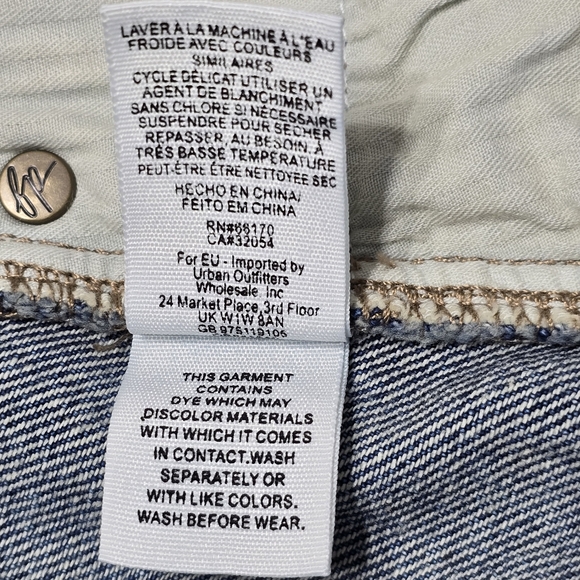 LAVER À LA MACHINE À L'EAU
FROIDE AVEC COULEURS
SIMILAIRES
CYCLE DÉLICAT UTILISER UN
AGENT DE BLANCHIMENT
SANS CHLORE SI NÉCESSAIRE
SUSPENDRE POUR SÉCHER
REPASSER, AU BESOIN, À
TRÈS BASSE TEMPÉRATURE
PEUT-ÊTRE ÊTRE NETTOYÉE SEC
HECHO EN CHINA/
FEITO EM CHINA
RN#66170
CA#32054
For EU - Imported by
Urban Outfitters
Wholesale, Inc
24 Market Place,3rd Floor
UK W1W 8AN
GB 975119106
THIS GARMENT
CONTAINS
DYE WHICH MAY
DISCOLOR MATERIALS
WITH WHICH IT COMES
IN CONTACT.WASH
SEPARATELY OR
WITH LIKE COLORS.
WASH BEFORE WEAR.
fp